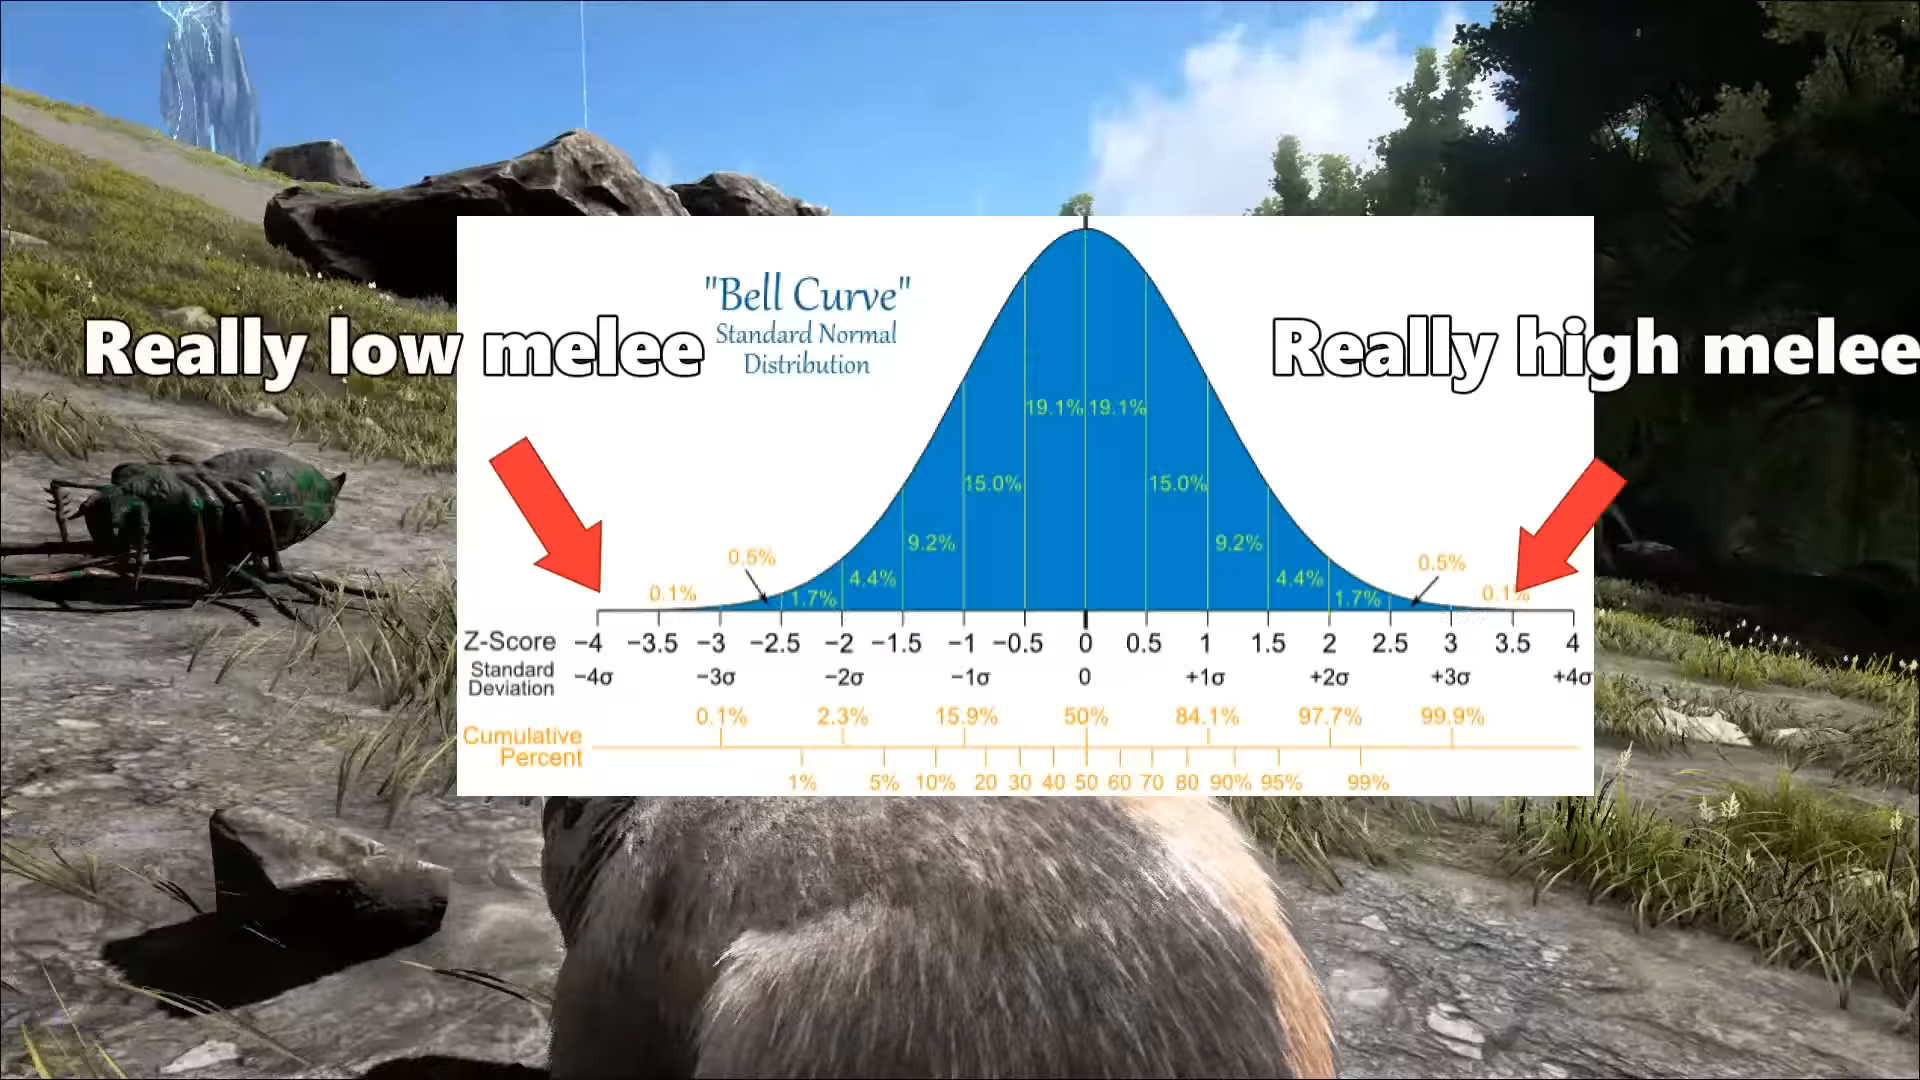 "Bell Curve"
Standard Normal
Distribution
Really low melee
Really high melee
19.1% 19.1%
15.0% 15.0%
9.2% 9.2%
0.5% 0.5%
4.4% 4.4%
0.1% 1.7% 1.7% 0.1%
Z-Score −4 −3.5 −3 −2.5 −2 −1.5 −1 −0.5 0 0.5 1 1.5 2 2.5 3 3.5 4
Standard
Deviation
−4σ −3σ −2σ −1σ 0 +1σ +2σ +3σ +4σ
0.1% 2.3% 15.9% 50% 84.1% 97.7% 99.9%
Cumulative
Percent
1% 5% 10% 20 30 40 50 60 70 80 90% 95% 99%